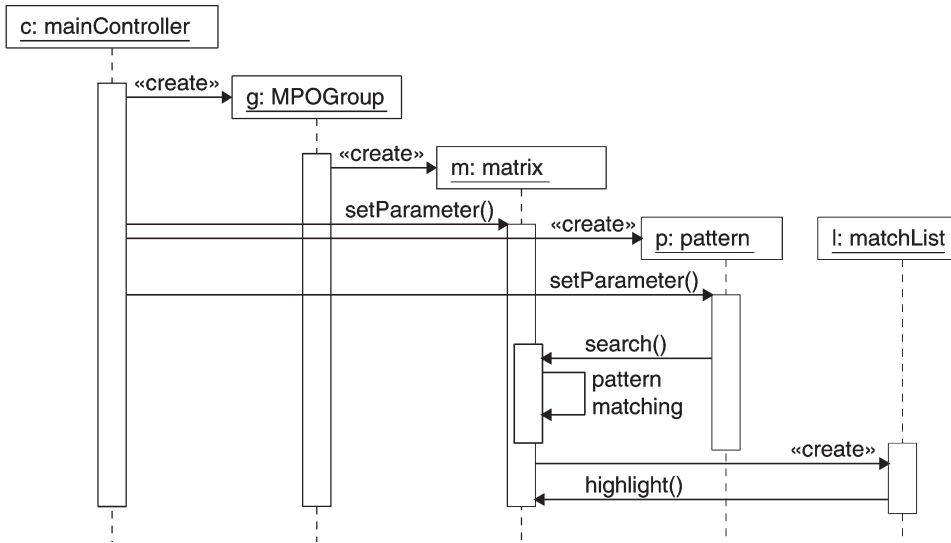 c: mainController
«create»
g: MPOGroup
«create»
m: matrix
setParameter()
«create»
p: pattern
l: matchList
setParameter()
search()
pattern
matching
«create»
highlight()